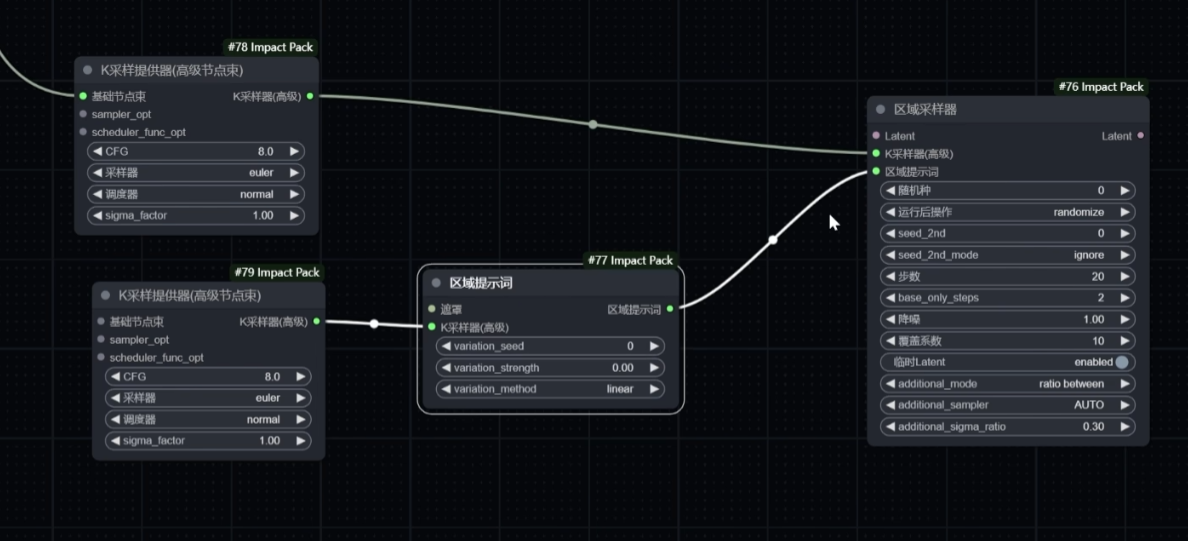 #78 Impact Pack
K采样提供器(高级节点束)
基础节点束 K采样器(高级)
sampler_opt
scheduler_func_opt
CFG 8.0
采样器 euler
调度器 normal
sigma_factor 1.00
#79 Impact Pack
K采样提供器(高级节点束)
基础节点束 K采样器(高级)
sampler_opt
scheduler_func_opt
CFG 8.0
采样器 euler
调度器 normal
sigma_factor 1.00
#77 Impact Pack
区域提示词
遮罩 区域提示词
K采样器(高级)
variation_seed 0
variation_strength 0.00
variation_method linear
#76 Impact Pack
区域采样器
Latent Latent
K采样器(高级)
区域提示词
随机种 0
运行后操作 randomize
seed_2nd 0
seed_2nd_mode ignore
步数 20
base_only_steps 2
降噪 1.00
覆盖系数 10
临时Latent enabled
additional_mode ratio between
additional_sampler AUTO
additional_sigma_ratio 0.30